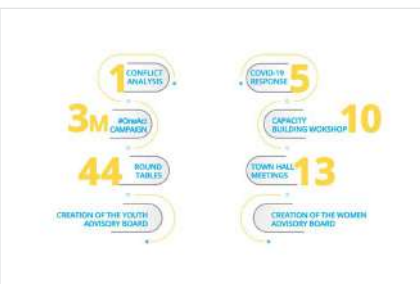 1
CONFLICT
ANALYSIS
3M
#OneAct
CAMPAIGN
44
ROUND
TABLES
CREATION OF THE YOUTH
ADVISORY BOARD
COVID-19
RESPONSE
5
CAPACITY
BUILDING WOKSHOP
10
TOWN HALL
MEETINGS
13
CREATION OF THE WOMEN
ADVISORY BOARD